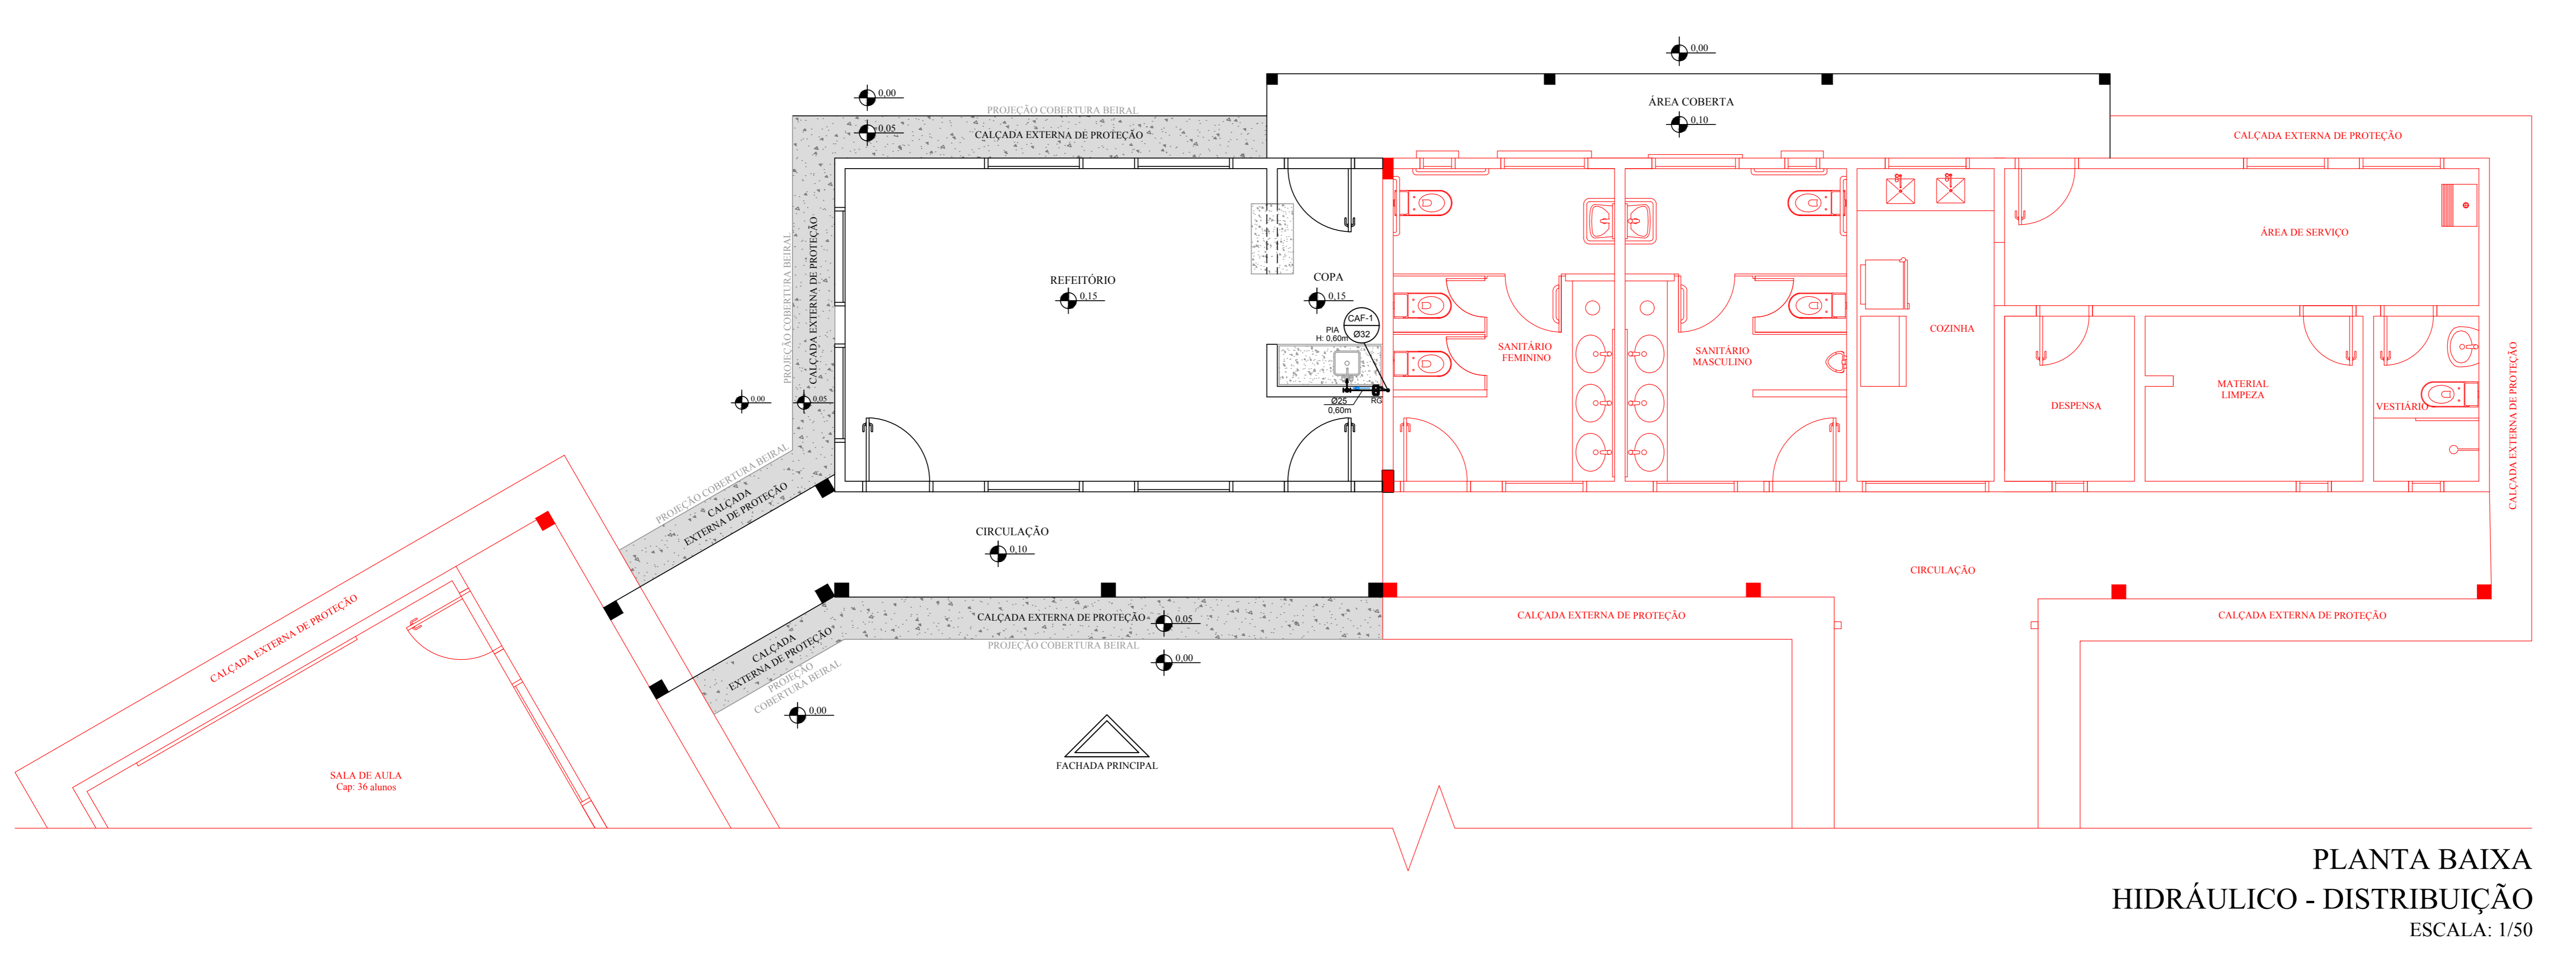 0,00
0,00
PROJEÇÃO COBERTURA BEIRAL
ÁREA COBERTA
0,10
0,05
CALÇADA EXTERNA DE PROTEÇÃO
CALÇADA EXTERNA DE PROTEÇÃO
PROJEÇÃO COBERTURA BEIRAL
CALÇADA EXTERNA DE PROTEÇÃO
REFEITÓRIO
0,15
COPA
0,15
CAF-1
Ø32
PIA
H: 0,60m
Ø25
0,60m
RG
SANITÁRIO
FEMININO
SANITÁRIO
MASCULINO
COZINHA
ÁREA DE SERVIÇO
DESPENSA
MATERIAL
LIMPEZA
VESTIÁRIO
CALÇADA EXTERNA DE PROTEÇÃO
0,00
0,05
PROJEÇÃO COBERTURA BEIRAL
CALÇADA
EXTERNA DE PROTEÇÃO
CIRCULAÇÃO
0,10
CIRCULAÇÃO
CALÇADA EXTERNA DE PROTEÇÃO
CALÇADA EXTERNA DE PROTEÇÃO
0,05
CALÇADA EXTERNA DE PROTEÇÃO
CALÇADA EXTERNA DE PROTEÇÃO
PROJEÇÃO COBERTURA BEIRAL
0,00
CALÇADA
EXTERNA DE PROTEÇÃO
PROJEÇÃO
COBERTURA BEIRAL
0,00
FACHADA PRINCIPAL
SALA DE AULA
Cap: 36 alunos
PLANTA BAIXA
HIDRÁULICO - DISTRIBUIÇÃO
ESCALA: 1/50